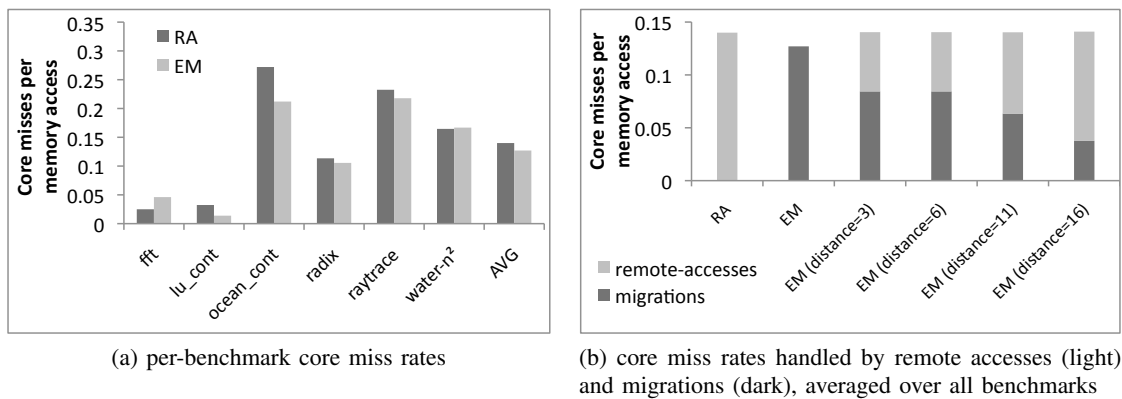 0.35
0.3
0.25
0.2
0.15
0.1
0.05
0
Core misses per
memory access
RA
EM
fft
lu_cont
ocean_cont
radix
raytrace
water-n²
AVG
(a) per-benchmark core miss rates
0.15
0.1
0.05
0
Core misses per
memory access
RA
EM
EM (distance=3)
EM (distance=6)
EM (distance=11)
EM (distance=16)
remote-accesses
migrations
(b) core miss rates handled by remote accesses (light)
and migrations (dark), averaged over all benchmarks